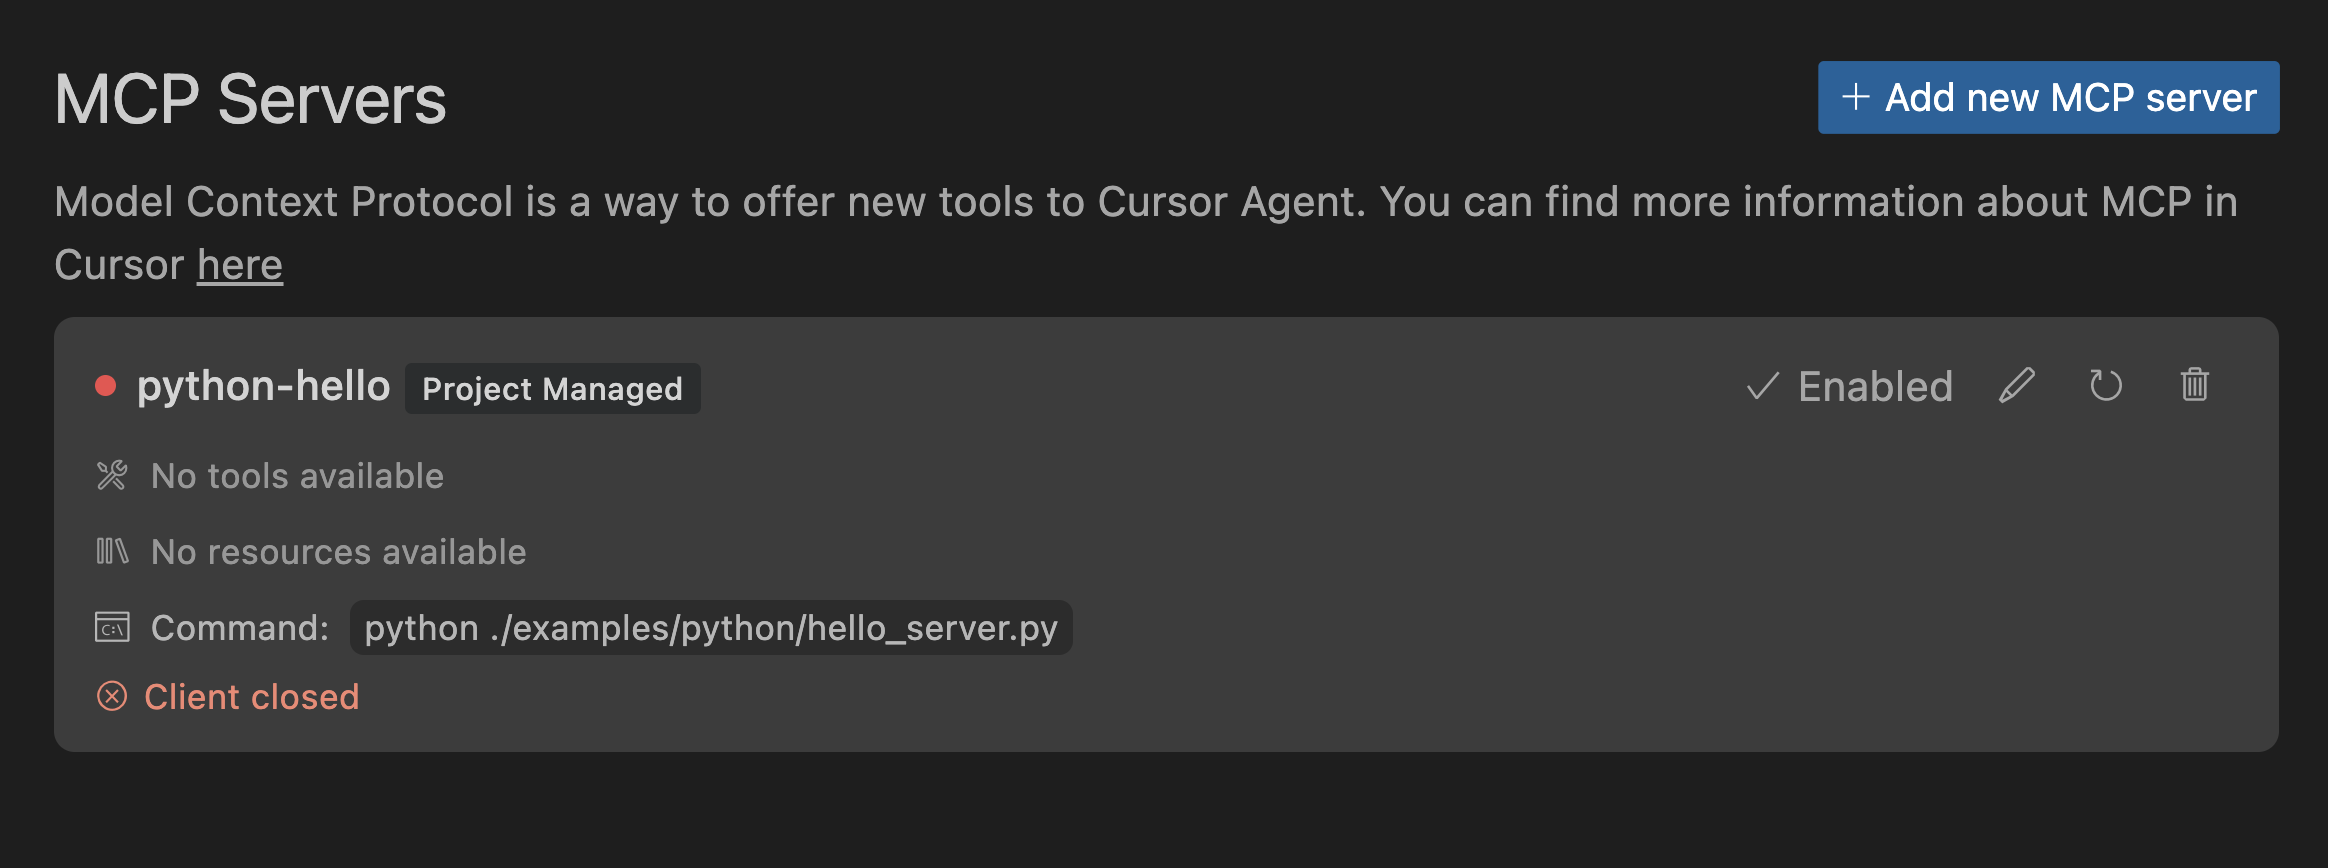 MCP Servers
+ Add new MCP server
Model Context Protocol is a way to offer new tools to Cursor Agent. You can find more information about MCP in
Cursor here
python-hello Project Managed
Enabled
No tools available
No resources available
C:\ Command: python ./examples/python/hello_server.py
Client closed